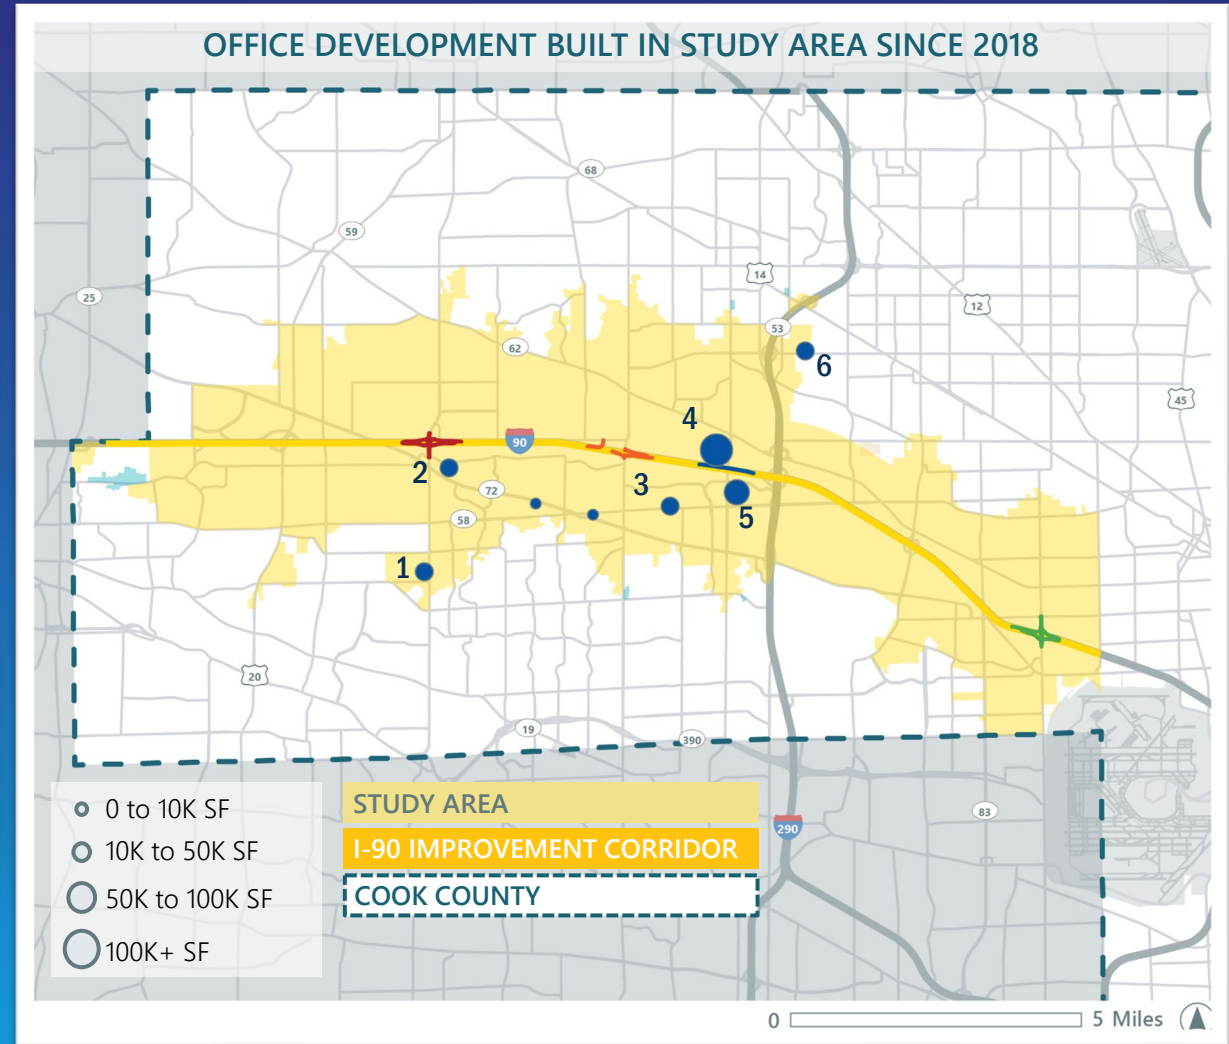 OFFICE DEVELOPMENT BUILT IN STUDY AREA SINCE 2018
68
59
14
25
12
53
62
6
45
4
90
2
72
3
58
5
1
20
19
390
0 to 10K SF
10K to 50K SF
50K to 100K SF
100K+ SF
STUDY AREA
I-90 IMPROVEMENT CORRIDOR
COOK COUNTY
290
83
0
5 Miles